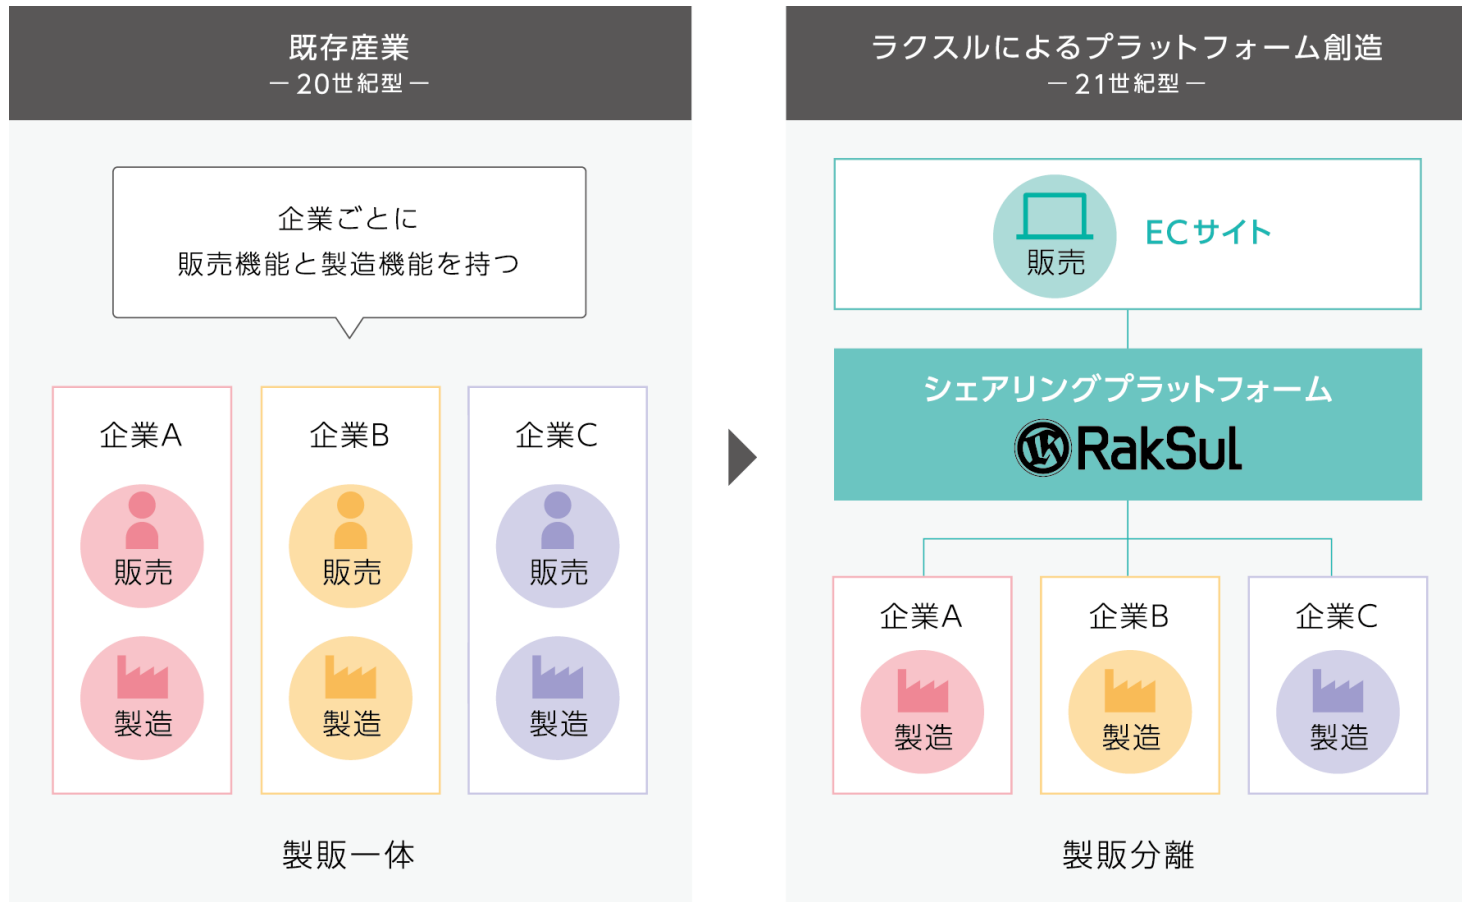 既存産業
― 20世紀型 ―
企業ごとに
販売機能と製造機能を持つ
企業A
企業B
企業C
販売
販売
販売
製造
製造
製造
製販一体
ラクスルによるプラットフォーム創造
― 21世紀型 ―
販売
ECサイト
シェアリングプラットフォーム
RakSul
企業A
企業B
企業C
製造
製造
製造
製販分離